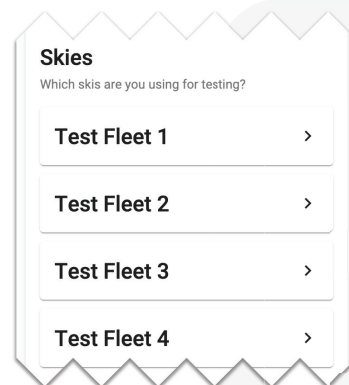 Skies
Which skis are you using for testing?
Test Fleet 1
Test Fleet 2
Test Fleet 3
Test Fleet 4